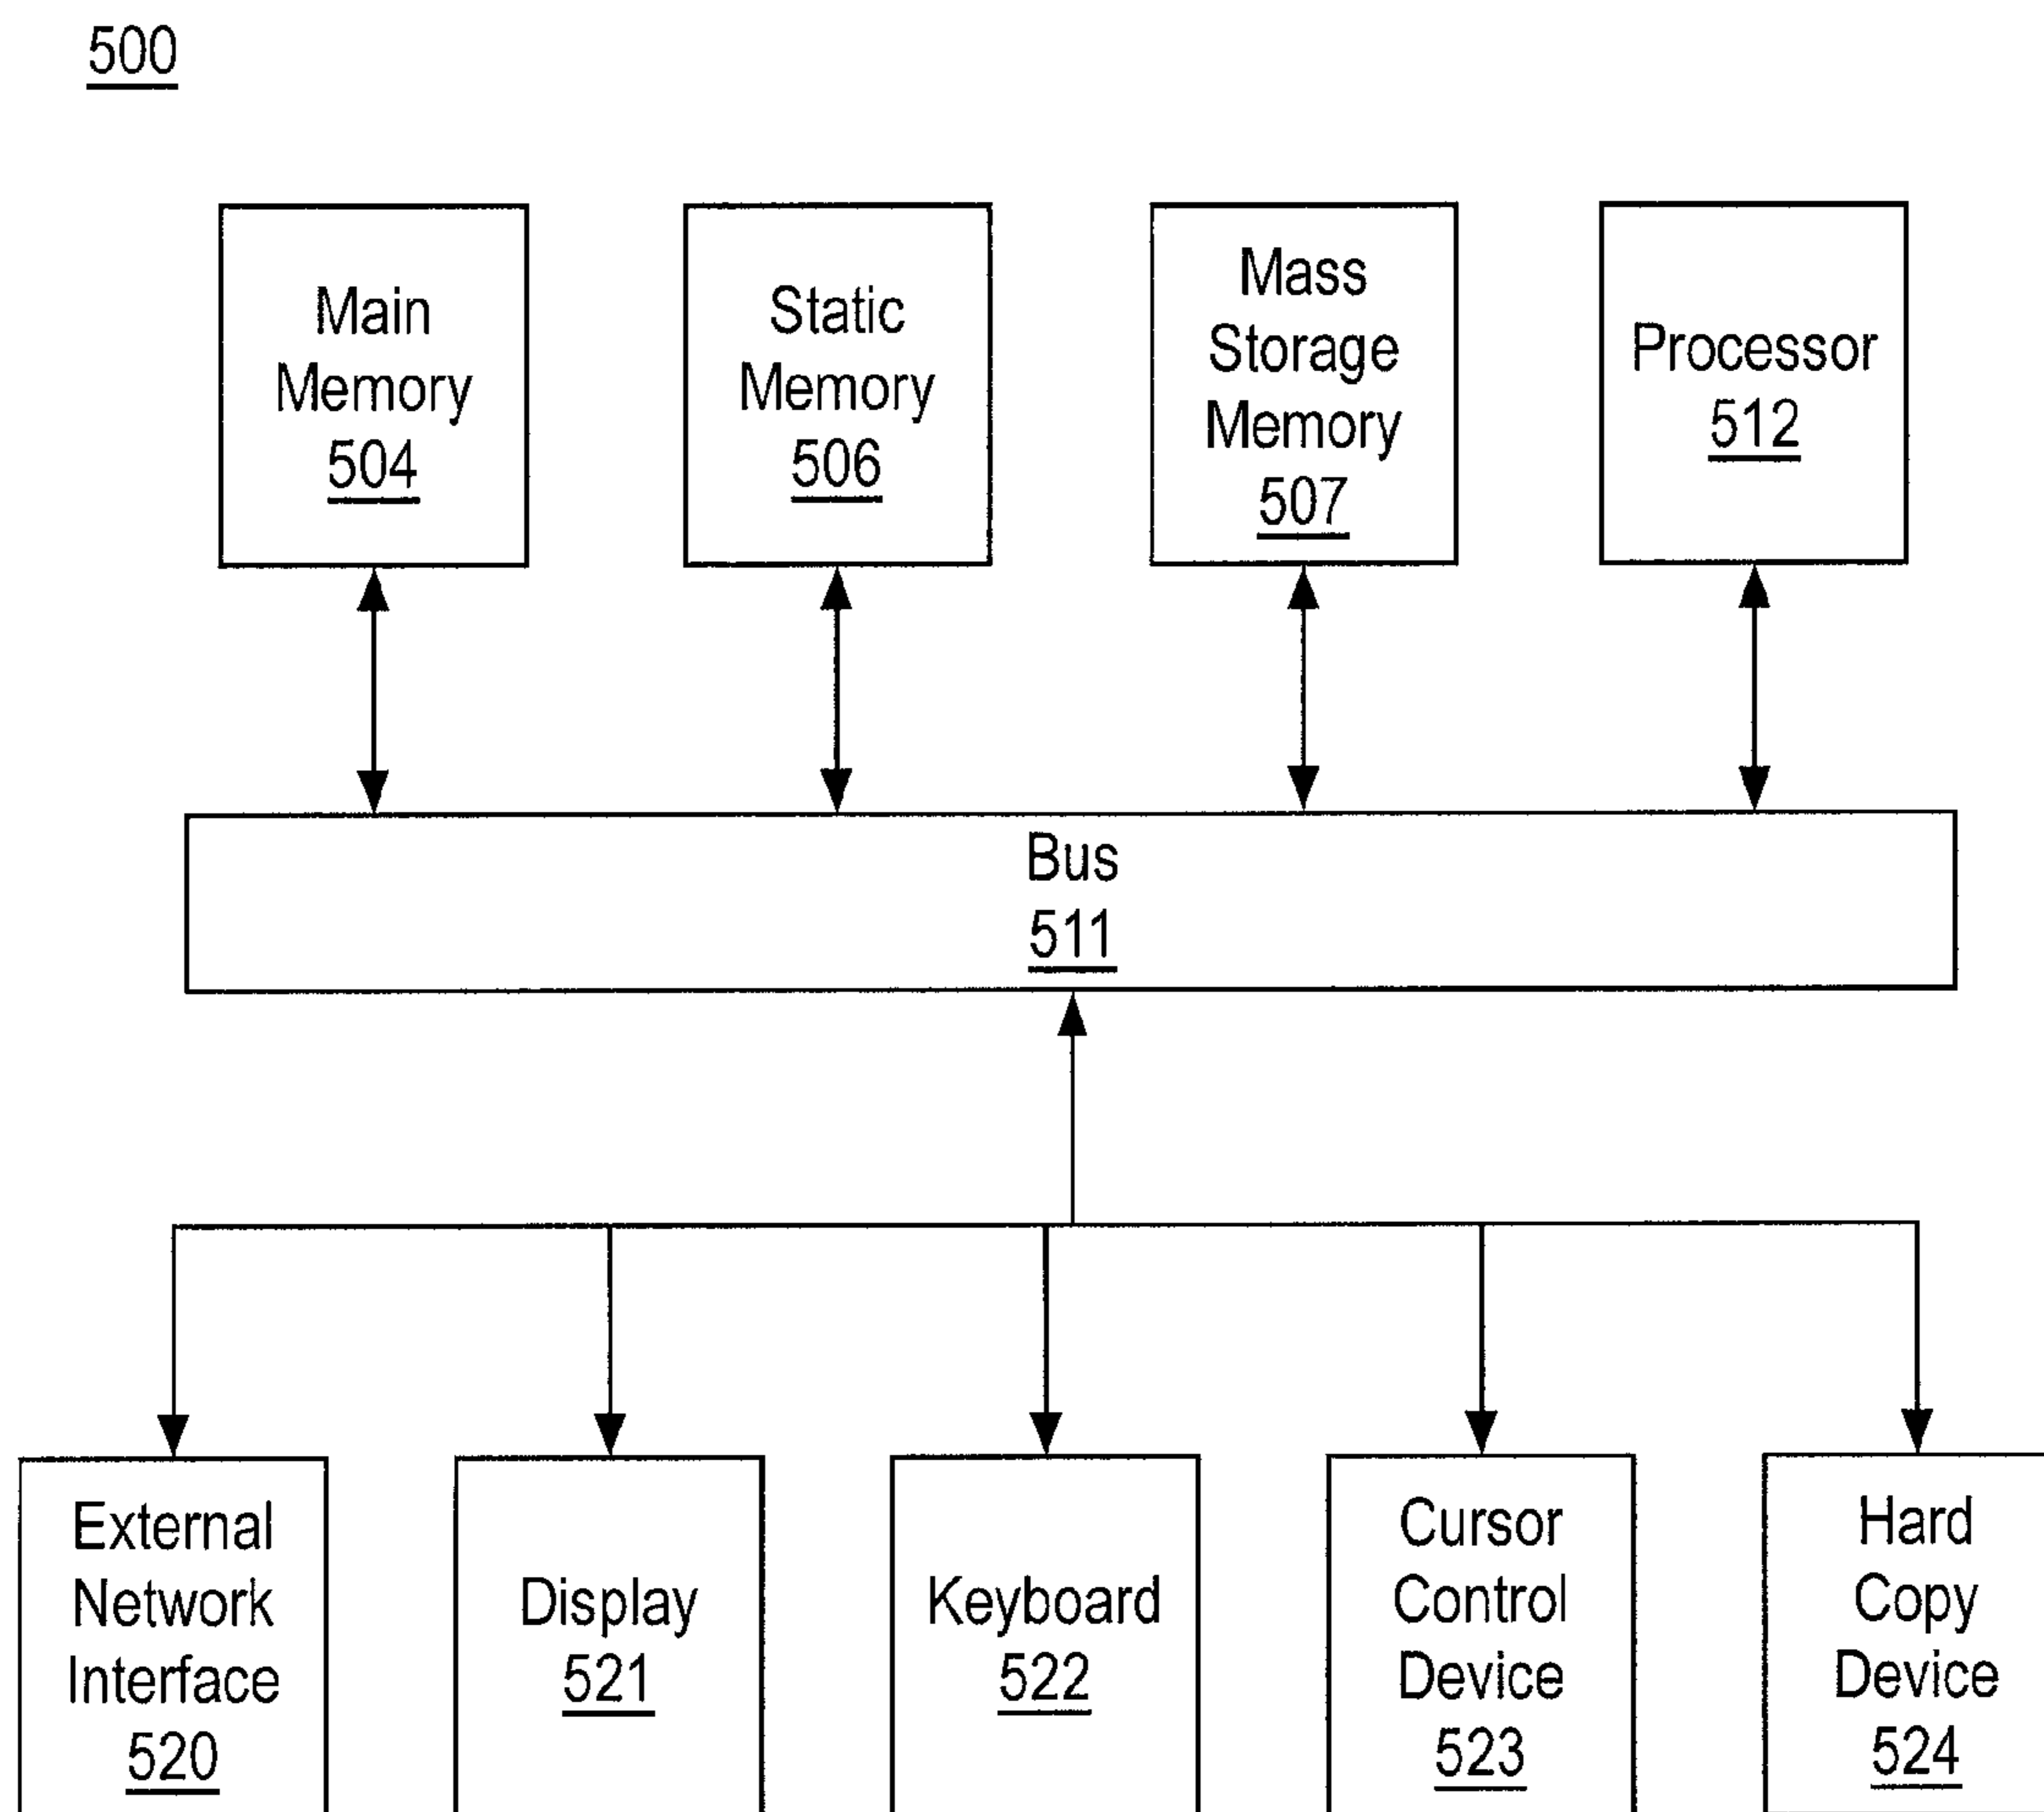 500
Main
Memory
504
Static
Memory
506
Mass
Storage
Memory
507
Processor
512
Bus
511
External
Network
Interface
520
Display
521
Keyboard
522
Cursor
Control
Device
523
Hard
Copy
Device
524